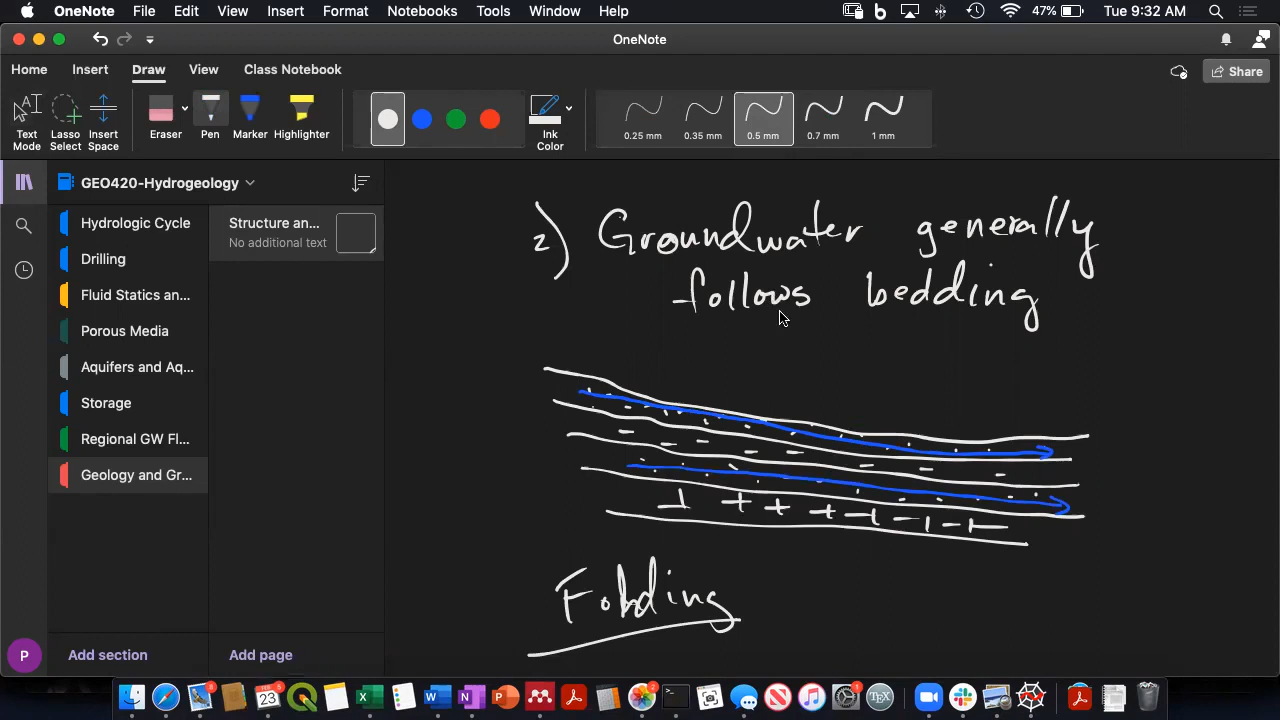 OneNote File Edit View Insert Format Notebooks Tools Window Help 47% Tue 9:32 AM
OneNote
Home Insert Draw View Class Notebook Share
Text Mode
Lasso Select
Insert Space
Eraser
Pen
Marker
Highlighter
Ink Color
0.25 mm 0.35 mm 0.5 mm 0.7 mm 1 mm
GEO420-Hydrogeology
Hydrologic Cycle
Drilling
Fluid Statics an...
Porous Media
Aquifers and Aq...
Storage
Regional GW Fl...
Geology and Gr...
Add section
Structure an...
No additional text
Add page
2) Groundwater generally
follows bedding
Folding
P
23